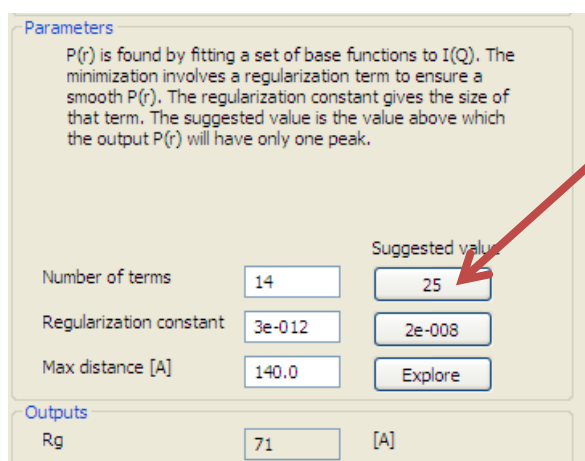 Parameters
P(r) is found by fitting a set of base functions to I(Q). The
minimization involves a regularization term to ensure a
smooth P(r). The regularization constant gives the size of
that term. The suggested value is the value above which
the output P(r) will have only one peak.
Suggested value
Number of terms 14 25
Regularization constant 3e-012 2e-008
Max distance [A] 140.0 Explore
Outputs
Rg 71 [A]